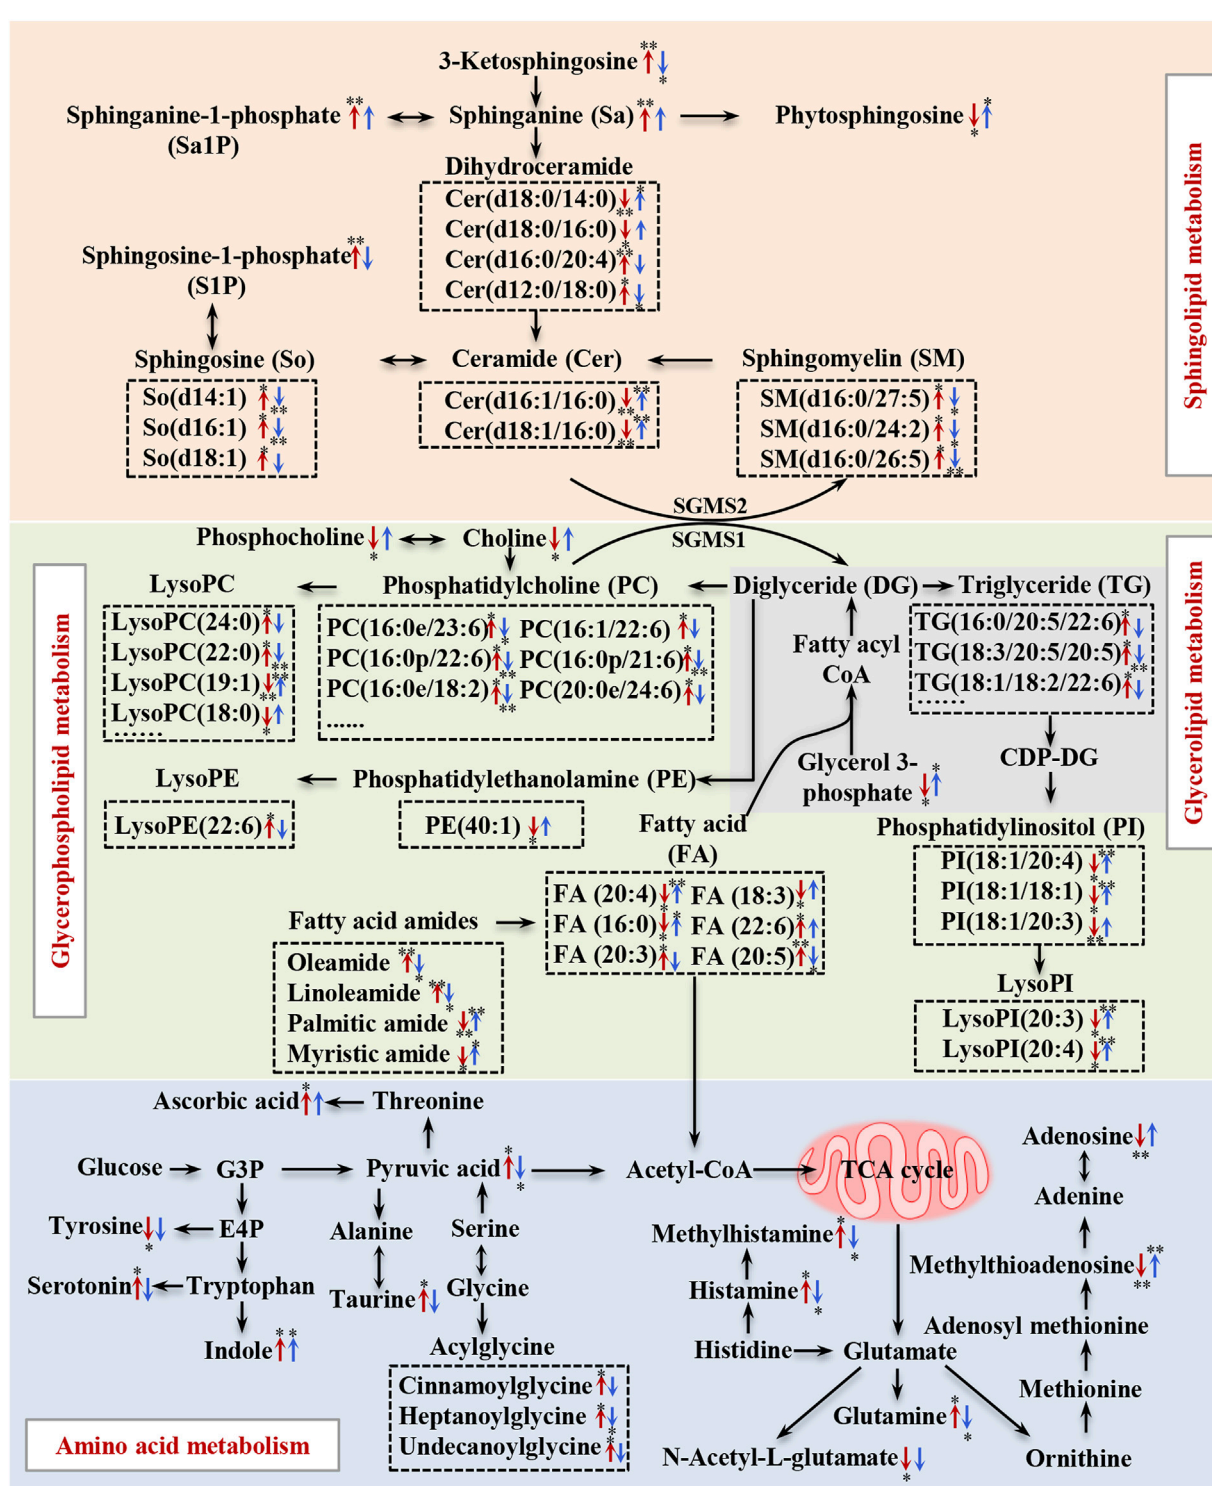 3-Ketosphingosine
Sphinganine-1-phosphate
(Sa1P)
Sphinganine (Sa)
Phytosphingosine
Dihydroceramide
Cer(d18:0/14:0)
Cer(d18:0/16:0)
Cer(d16:0/20:4)
Cer(d12:0/18:0)
Sphingosine-1-phosphate
(S1P)
Sphingosine (So)
So(d14:1)
So(d16:1)
So(d18:1)
Ceramide (Cer)
Cer(d16:1/16:0)
Cer(d18:1/16:0)
Sphingomyelin (SM)
SM(d16:0/27:5)
SM(d16:0/24:2)
SM(d16:0/26:5)
Sphingolipid metabolism
SGMS2
SGMS1
Phosphocholine
Choline
LysoPC
LysoPC(24:0)
LysoPC(22:0)
LysoPC(19:1)
LysoPC(18:0)
......
Phosphatidylcholine (PC)
PC(16:0e/23:6) PC(16:1/22:6)
PC(16:0p/22:6) PC(16:0p/21:6)
PC(16:0e/18:2) PC(20:0e/24:6)
......
Diglyceride (DG)
Triglyceride (TG)
TG(16:0/20:5/22:6)
TG(18:3/20:5/20:5)
TG(18:1/18:2/22:6)
......
Fatty acyl
CoA
Glycerol 3-
phosphate
CDP-DG
Glycerolipid metabolism
Glycerophospholipid metabolism
LysoPE
LysoPE(22:6)
Phosphatidylethanolamine (PE)
PE(40:1)
Fatty acid
(FA)
FA (20:4) FA (18:3)
FA (16:0) FA (22:6)
FA (20:3) FA (20:5)
Phosphatidylinositol (PI)
PI(18:1/20:4)
PI(18:1/18:1)
PI(18:1/20:3)
LysoPI
LysoPI(20:3)
LysoPI(20:4)
Fatty acid amides
Oleamide
Linoleamide
Palmitic amide
Myristic amide
Ascorbic acid
Threonine
Glucose
G3P
Pyruvic acid
Acetyl-CoA
TCA cycle
Adenosine
Adenine
Tyrosine
E4P
Alanine
Serine
Methylhistamine
Methylthioadenosine
Serotonin
Tryptophan
Taurine
Glycine
Histamine
Indole
Acylglycine
Histidine
Glutamate
Adenosyl methionine
Cinnamoylglycine
Heptanoylglycine
Undecanoylglycine
Methionine
Glutamine
N-Acetyl-L-glutamate
Ornithine
Amino acid metabolism